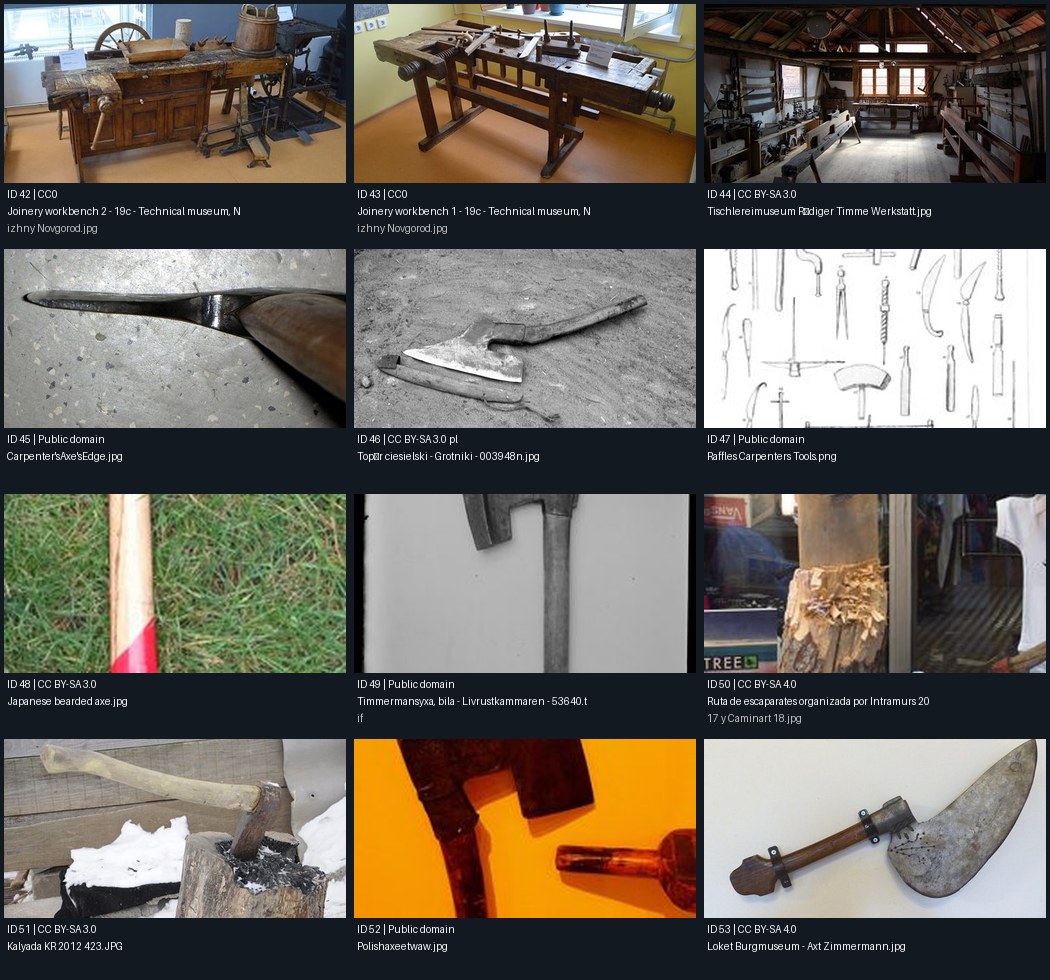 ID 42 | CC0
Joinery workbench 2 - 19c - Technical museum, N
izhny Novgorod.jpg
ID 43 | CC0
Joinery workbench 1 - 19c - Technical museum, N
izhny Novgorod.jpg
ID 44 | CC BY-SA 3.0
Tischlereimuseum R▯diger Timme Werkstatt.jpg
ID 45 | Public domain
Carpenter'sAxe'sEdge.jpg
ID 46 | CC BY-SA 3.0 pl
Top▯r ciesielski - Grotniki - 003948n.jpg
ID 47 | Public domain
Raffles Carpenters Tools.png
VANS
TREE
ID 48 | CC BY-SA 3.0
Japanese bearded axe.jpg
ID 49 | Public domain
Timmermansyxa, bila - Livrustkammaren - 53640.t
if
ID 50 | CC BY-SA 4.0
Ruta de escaparates organizada por Intramurs 20
17 y Caminart 18.jpg
ID 51 | CC BY-SA 3.0
Kalyada KR 2012 423.JPG
ID 52 | Public domain
Polishaxeetwaw.jpg
ID 53 | CC BY-SA 4.0
Loket Burgmuseum - Axt Zimmermann.jpg